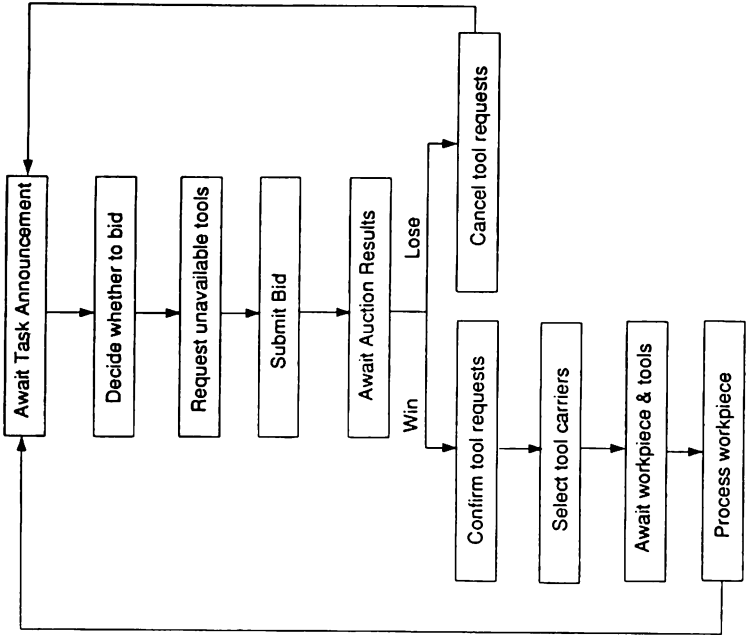 Await Task Announcement
Decide whether to bid
Request unavailable tools
Submit Bid
Await Auction Results
Win
Lose
Confirm tool requests
Cancel tool requests
Select tool carriers
Await workpiece & tools
Process workpiece